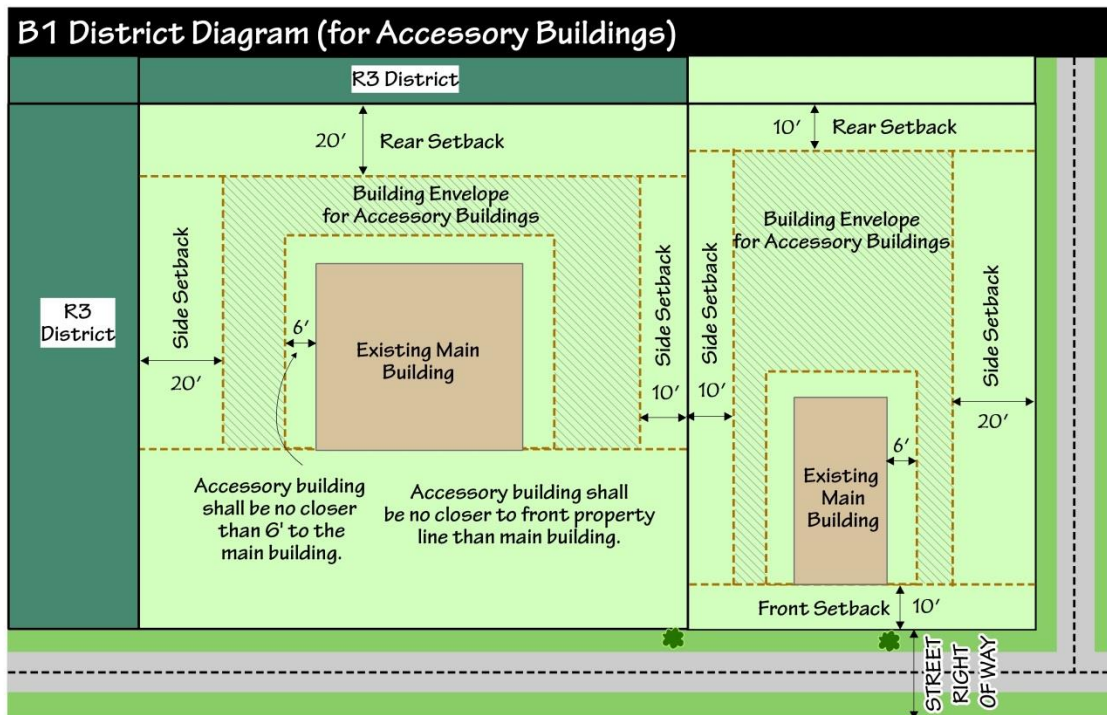 B1 District Diagram (for Accessory Buildings)
R3 District
20'
Rear Setback
Building Envelope
for Accessory Buildings
R3
District
Side Setback
20'
6'
Existing Main
Building
Side Setback
10'
Accessory building
shall be no closer
than 6' to the
main building.
Accessory building shall
be no closer to front property
line than main building.
10'
Rear Setback
Building Envelope
for Accessory Buildings
Side Setback
10'
Side Setback
20'
6'
Existing
Main
Building
Front Setback
10'
STREET
RIGHT
OF WAY